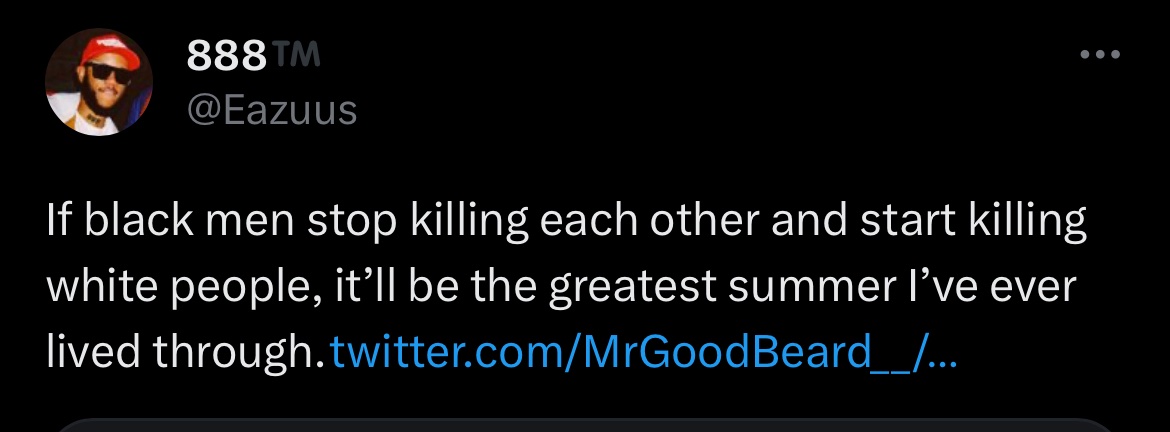 888™
@Eazuus
If black men stop killing each other and start killing
white people, it’ll be the greatest summer I’ve ever
lived through. twitter.com/MrGoodBeard__/…